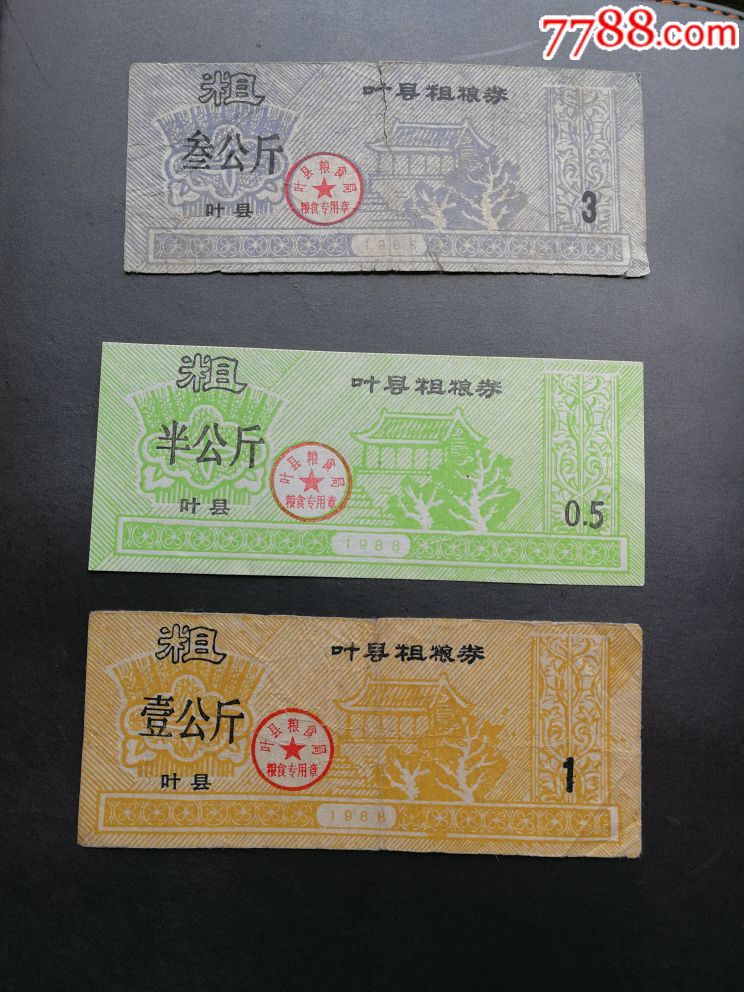 7788.com
粗
叶县粗粮券
叁公斤
叶县粮食局
粮食专用章
叶县
3
1988
粗
叶县粗粮券
半公斤
叶县粮食局
粮食专用章
叶县
0.5
1988
粗
叶县粗粮券
壹公斤
叶县粮食局
粮食专用章
叶县
1
1988